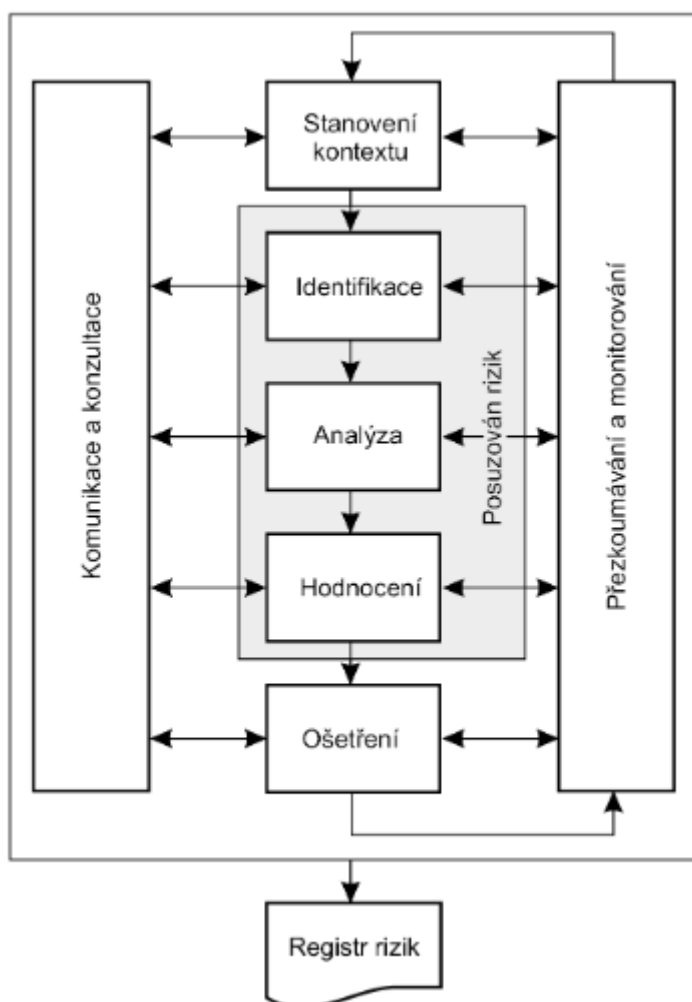 Stanovení
kontextu
Identifikace
Analýza
Hodnocení
Ošetření
Komunikace a konzultace
Posuzován rizik
Přezkoumávání a monitorování
Registr rizik